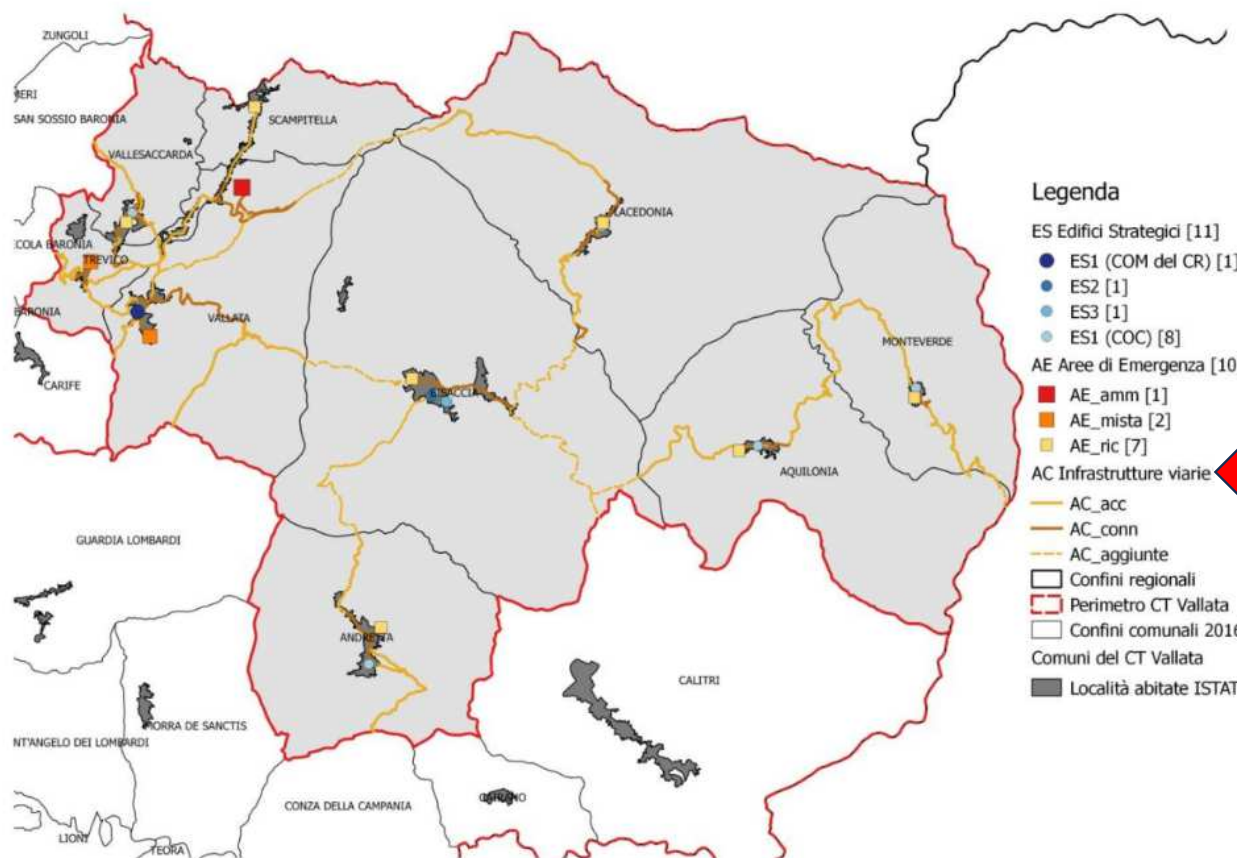 ZUNGOLI
SAN SOSSIO BARONIA
SCAMPITELLA
VALLESACCARDA
LACEDONIA
TREVICO
BARONIA
VALLATA
CARIFE
MONTEVERDE
BISACCIA
AQUILONIA
GUARDIA LOMBARDI
ANDRETTA
CALITRI
MORRA DE SANCTIS
NT'ANGELO DEI LOMBARDI
CONZA DELLA CAMPANIA
CAIRANO
LIONI
TEORA
Legenda
ES Edifici Strategici [11]
ES1 (COM del CR) [1]
ES2 [1]
ES3 [1]
ES1 (COC) [8]
AE Aree di Emergenza [10
AE_amm [1]
AE_mista [2]
AE_ric [7]
AC Infrastrutture viarie
AC_acc
AC_conn
AC_aggiunte
Confini regionali
Perimetro CT Vallata
Confini comunali 2016
Comuni del CT Vallata
Località abitate ISTAT